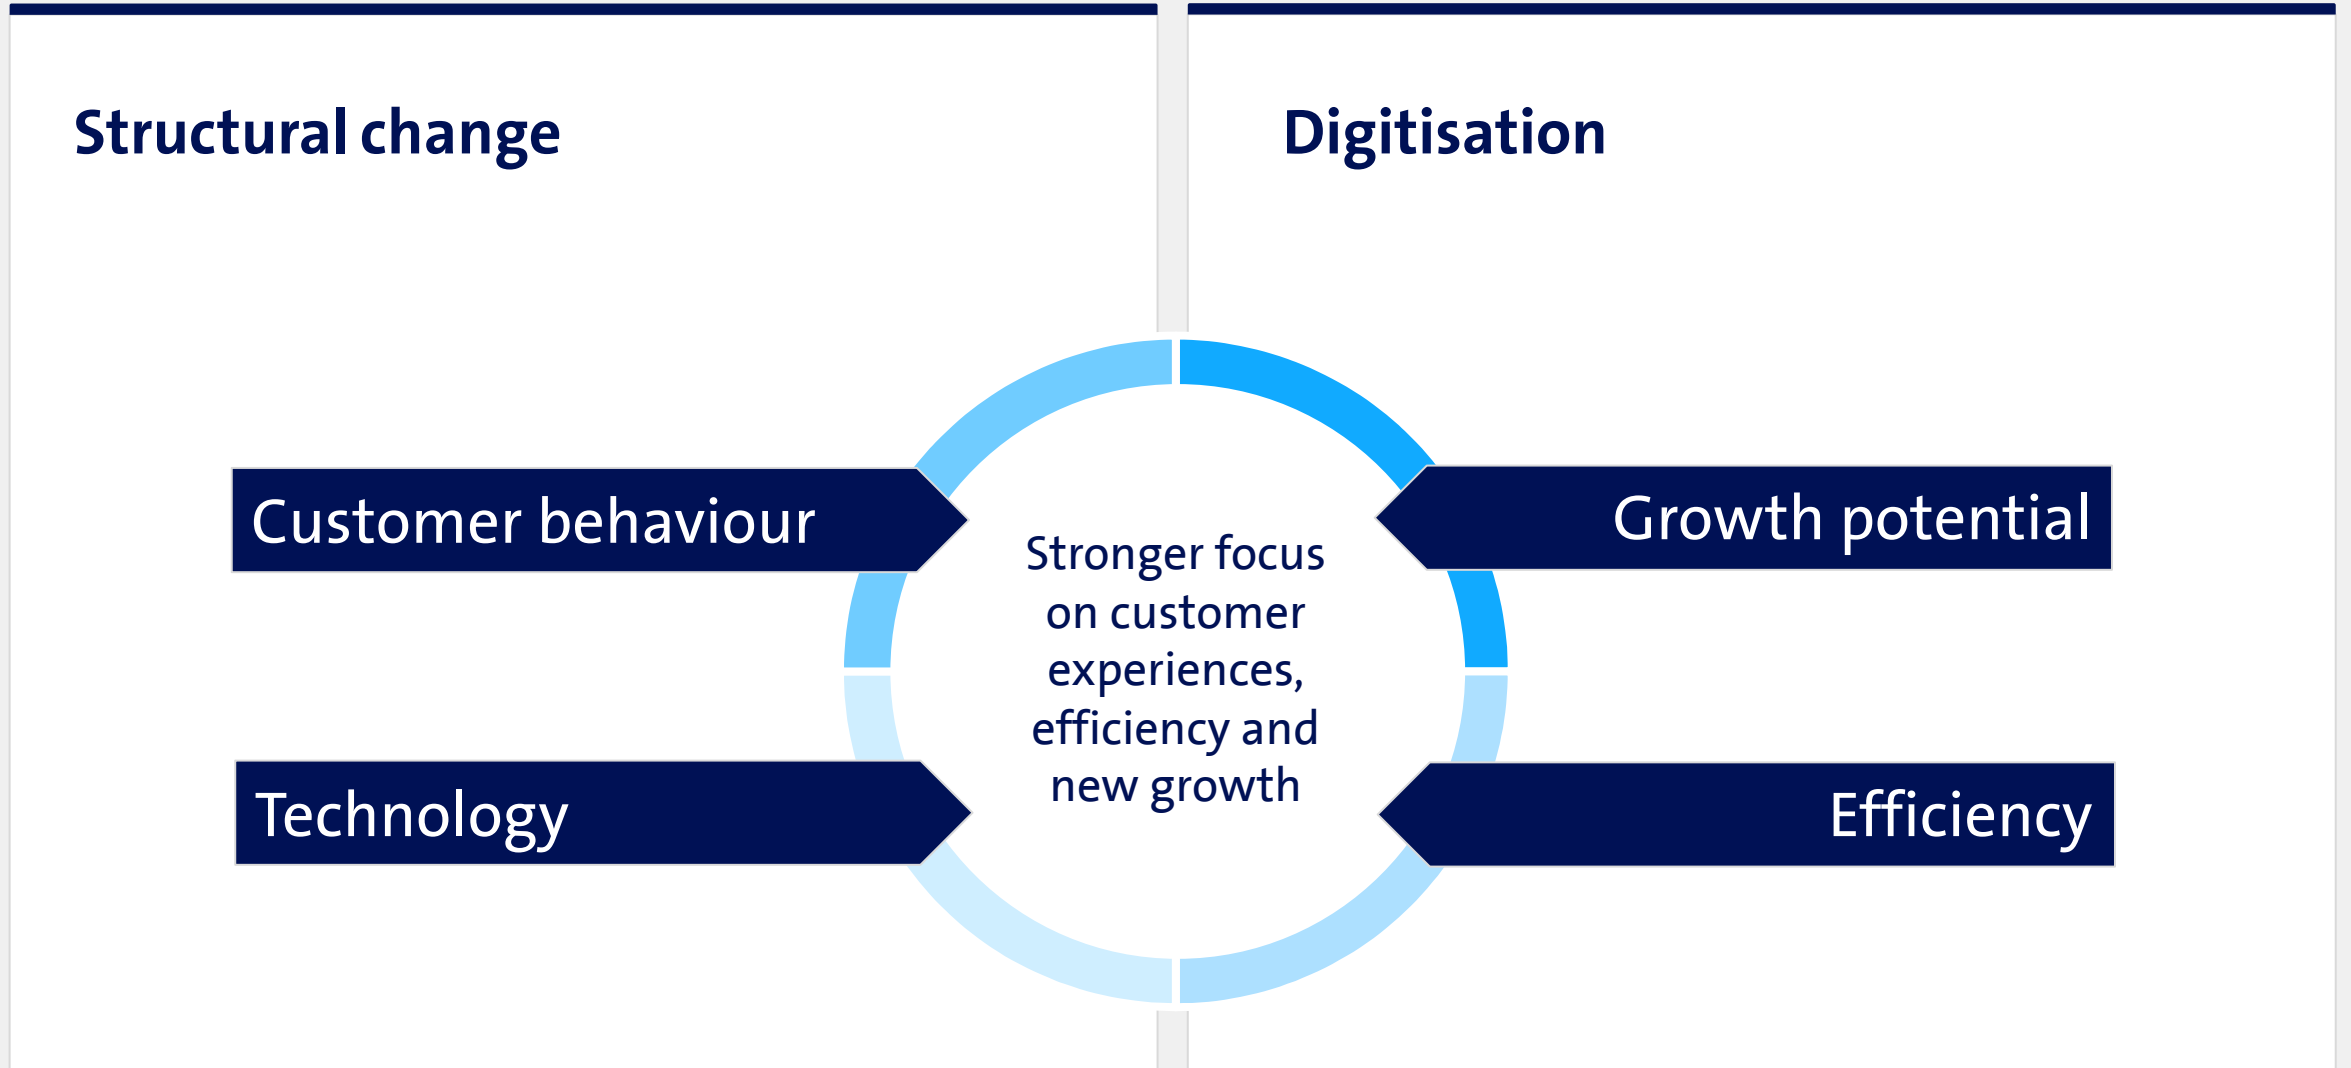 Structural change
Digitisation
Customer behaviour
Growth potential
Stronger focus
on customer
experiences,
efficiency and
new growth
Technology
Efficiency